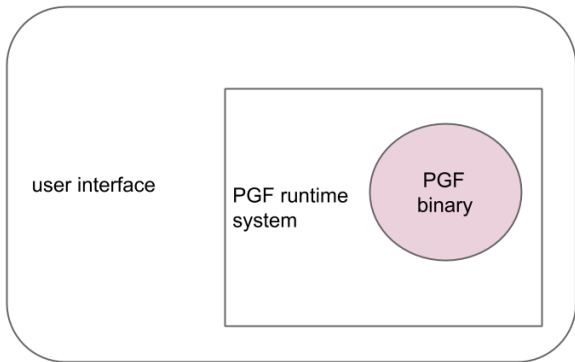 user interface
PGF runtime
system
PGF
binary